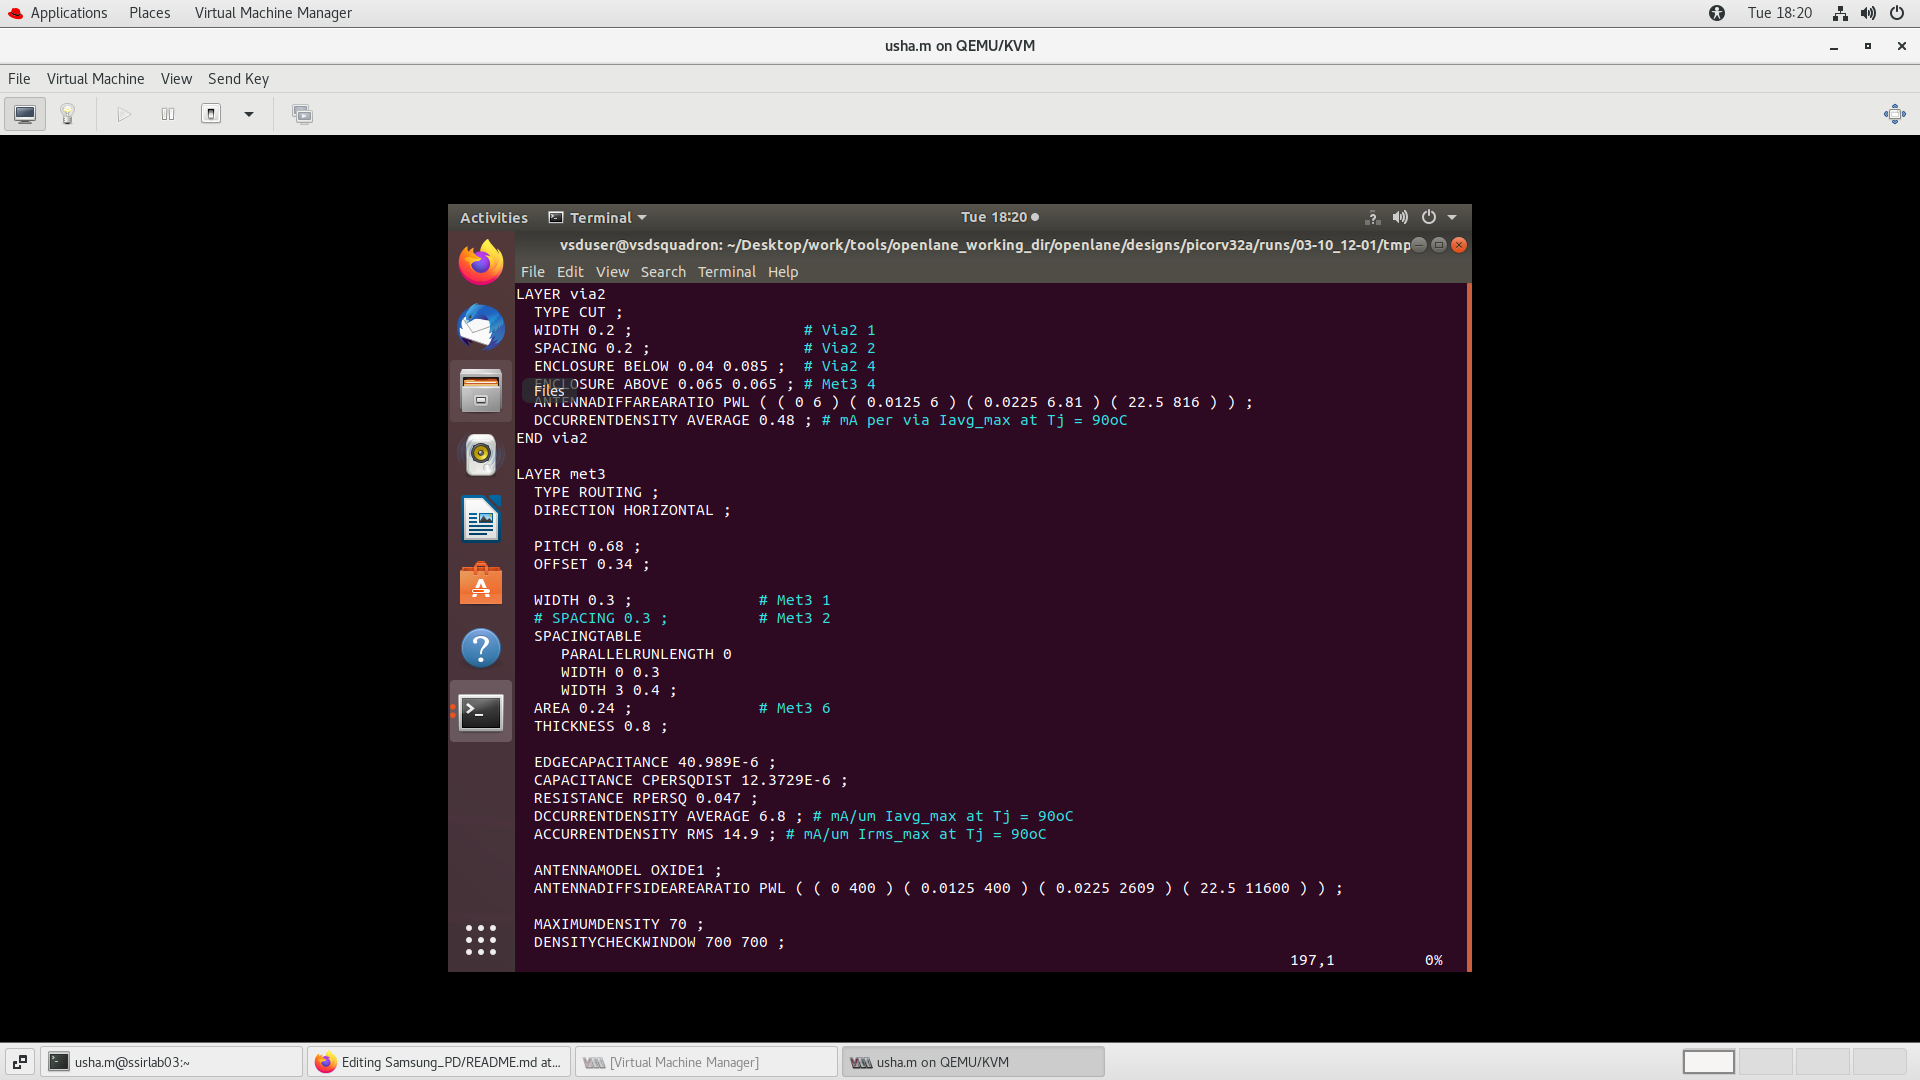 Applications Places Virtual Machine Manager Tue 18:20
usha.m on QEMU/KVM
File Virtual Machine View Send Key
Activities Terminal Tue 18:20
vsduser@vsdsquadron: ~/Desktop/work/tools/openlane_working_dir/openlane/designs/picorv32a/runs/03-10_12-01/tmp
File Edit View Search Terminal Help
LAYER via2
TYPE CUT ;
WIDTH 0.2 ; # Via2 1
SPACING 0.2 ; # Via2 2
ENCLOSURE BELOW 0.04 0.085 ; # Via2 4
ENCLOSURE ABOVE 0.065 0.065 ; # Met3 4
Files
ANTENNADIFFAREARATIO PWL ( ( 0 6 ) ( 0.0125 6 ) ( 0.0225 6.81 ) ( 22.5 816 ) ) ;
DCCURRENTDENSITY AVERAGE 0.48 ; # mA per via Iavg_max at Tj = 90oC
END via2
LAYER met3
TYPE ROUTING ;
DIRECTION HORIZONTAL ;
PITCH 0.68 ;
OFFSET 0.34 ;
WIDTH 0.3 ; # Met3 1
# SPACING 0.3 ; # Met3 2
SPACINGTABLE
PARALLELRUNLENGTH 0
WIDTH 0 0.3
WIDTH 3 0.4 ;
AREA 0.24 ; # Met3 6
THICKNESS 0.8 ;
EDGECAPACITANCE 40.989E-6 ;
CAPACITANCE CPERSQDIST 12.3729E-6 ;
RESISTANCE RPERSQ 0.047 ;
DCCURRENTDENSITY AVERAGE 6.8 ; # mA/um Iavg_max at Tj = 90oC
ACCURRENTDENSITY RMS 14.9 ; # mA/um Irms_max at Tj = 90oC
ANTENNAMODEL OXIDE1 ;
ANTENNADIFFSIDEAREARATIO PWL ( ( 0 400 ) ( 0.0125 400 ) ( 0.0225 2609 ) ( 22.5 11600 ) ) ;
MAXIMUMDENSITY 70 ;
DENSITYCHECKWINDOW 700 700 ;
197,1 0%
usha.m@ssirlab03:~ Editing Samsung_PD/README.md at... [Virtual Machine Manager] usha.m on QEMU/KVM